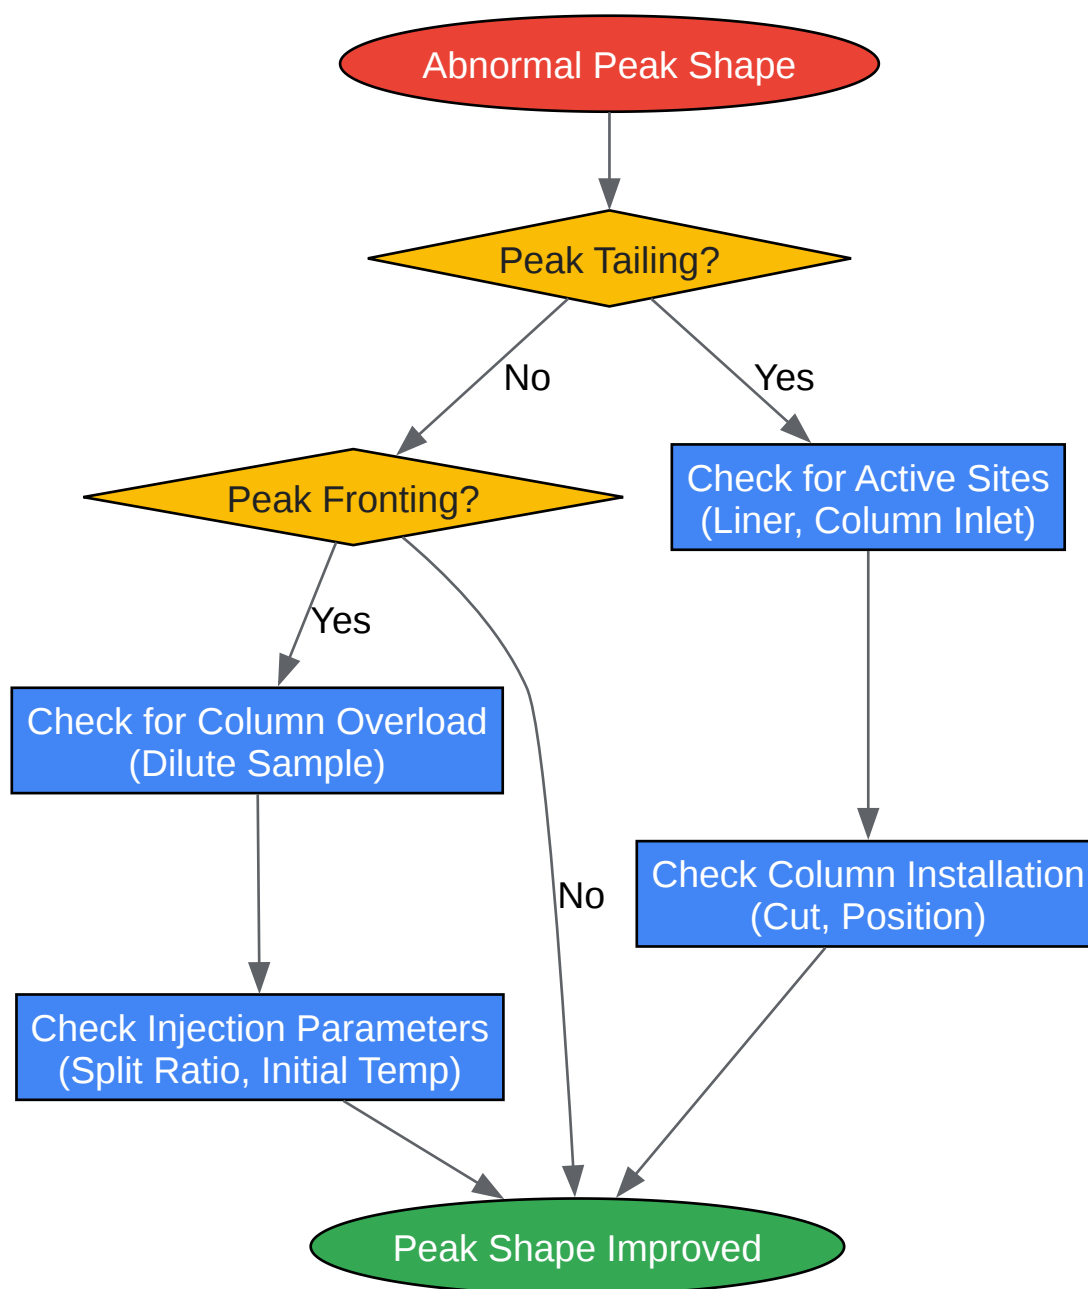 Abnormal Peak Shape
Peak Tailing?
No
Yes
Peak Fronting?
Check for Active Sites
(Liner, Column Inlet)
Yes
Check for Column Overload
(Dilute Sample)
No
Check Column Installation
(Cut, Position)
Check Injection Parameters
(Split Ratio, Initial Temp)
Peak Shape Improved